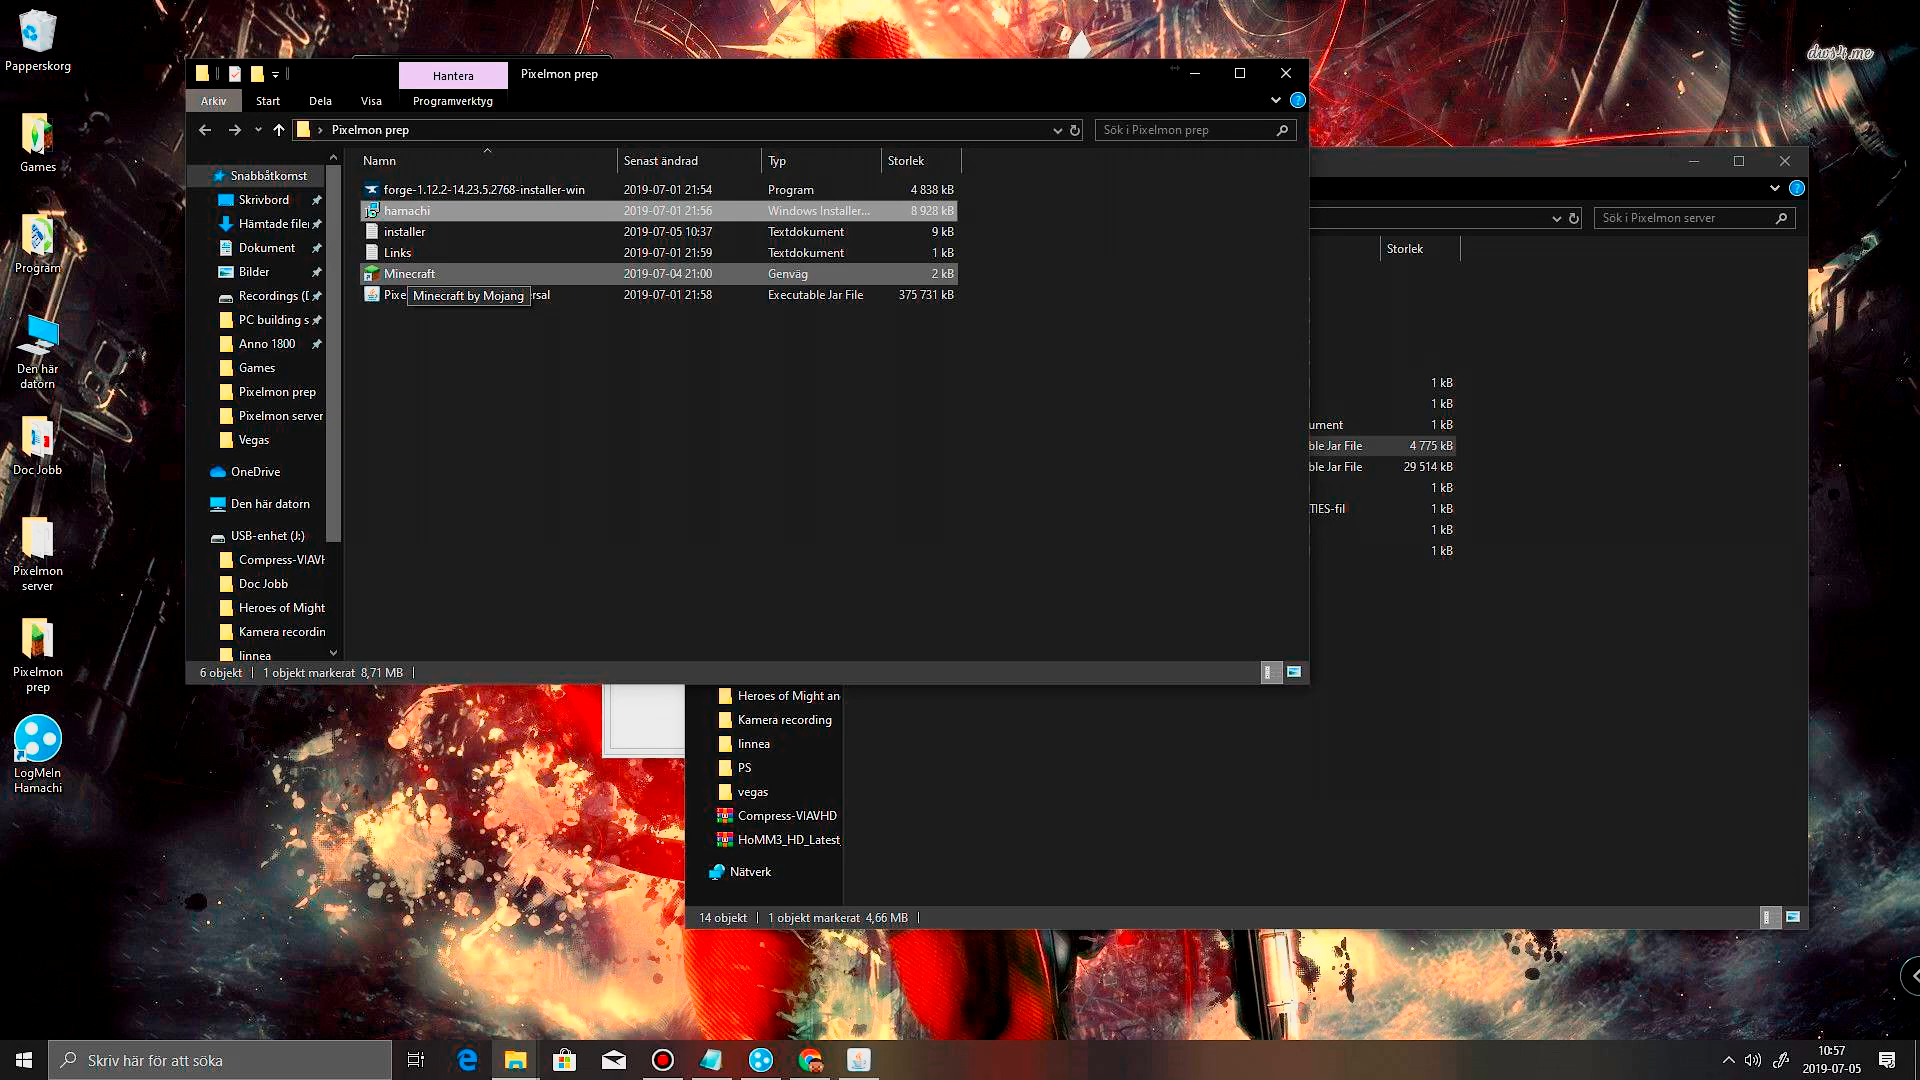 Papperskorg
Games
Program
Den här
datorn
Doc Jobb
Pixelmon
server
Pixelmon
prep
LogMeIn
Hamachi
dws4.me
Hantera
Pixelmon prep
Arkiv
Start
Dela
Visa
Programverktyg
Pixelmon prep
Sök i Pixelmon prep
Snabbåtkomst
Skrivbord
Hämtade filer
Dokument
Bilder
Recordings (D
PC building s
Anno 1800
Games
Pixelmon prep
Pixelmon server
Vegas
OneDrive
Den här datorn
USB-enhet (J:)
Compress-VIAVH
Doc Jobb
Heroes of Might
Kamera recordin
linnea
Namn Senast ändrad Typ Storlek
forge-1.12.2-14.23.5.2768-installer-win 2019-07-01 21:54 Program 4 838 kB
hamachi 2019-07-01 21:56 Windows Installer... 8 928 kB
installer 2019-07-05 10:37 Textdokument 9 kB
Links 2019-07-01 21:59 Textdokument 1 kB
Minecraft 2019-07-04 21:00 Genväg 2 kB
Pixe rsal 2019-07-01 21:58 Executable Jar File 375 731 kB
Minecraft by Mojang
6 objekt 1 objekt markerat 8,71 MB
Sök i Pixelmon server
Storlek
1 kB
1 kB
ument 1 kB
ble Jar File 4 775 kB
ble Jar File 29 514 kB
1 kB
TIES-fil 1 kB
1 kB
1 kB
Heroes of Might an
Kamera recording
linnea
PS
vegas
Compress-VIAVHD
HoMM3_HD_Latest_
Nätverk
14 objekt 1 objekt markerat 4,66 MB
Skriv här för att söka
10:57
2019-07-05